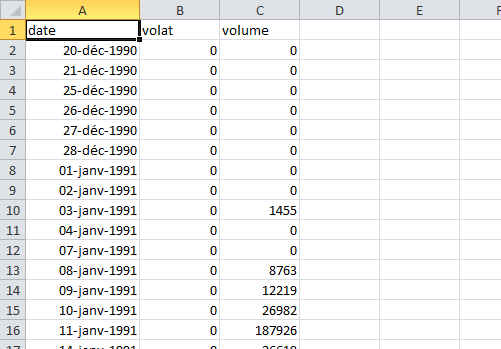 A B C D E
1 date volat volume
2 20-déc-1990 0 0
3 21-déc-1990 0 0
4 25-déc-1990 0 0
5 26-déc-1990 0 0
6 27-déc-1990 0 0
7 28-déc-1990 0 0
8 01-janv-1991 0 0
9 02-janv-1991 0 0
10 03-janv-1991 0 1455
11 04-janv-1991 0 0
12 07-janv-1991 0 0
13 08-janv-1991 0 8763
14 09-janv-1991 0 12219
15 10-janv-1991 0 26982
16 11-janv-1991 0 187926
17 14-janv-1991 0